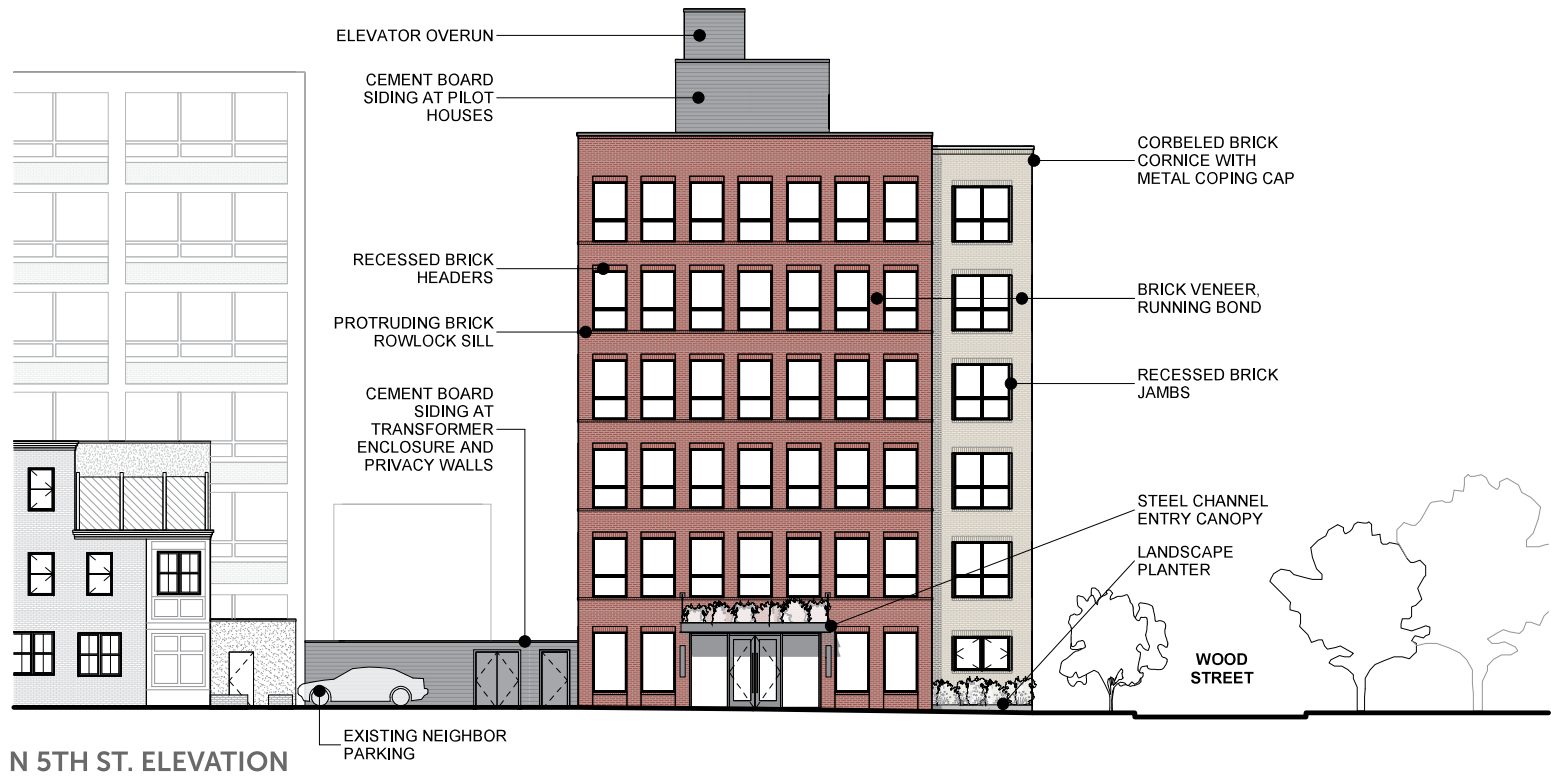 ELEVATOR OVERUN
CEMENT BOARD
SIDING AT PILOT
HOUSES
RECESSED BRICK
HEADERS
PROTRUDING BRICK
ROWLOCK SILL
CEMENT BOARD
SIDING AT
TRANSFORMER
ENCLOSURE AND
PRIVACY WALLS
CORBELED BRICK
CORNICE WITH
METAL COPING CAP
BRICK VENEER,
RUNNING BOND
RECESSED BRICK
JAMBS
STEEL CHANNEL
ENTRY CANOPY
LANDSCAPE
PLANTER
WOOD
STREET
EXISTING NEIGHBOR
PARKING
N 5TH ST. ELEVATION